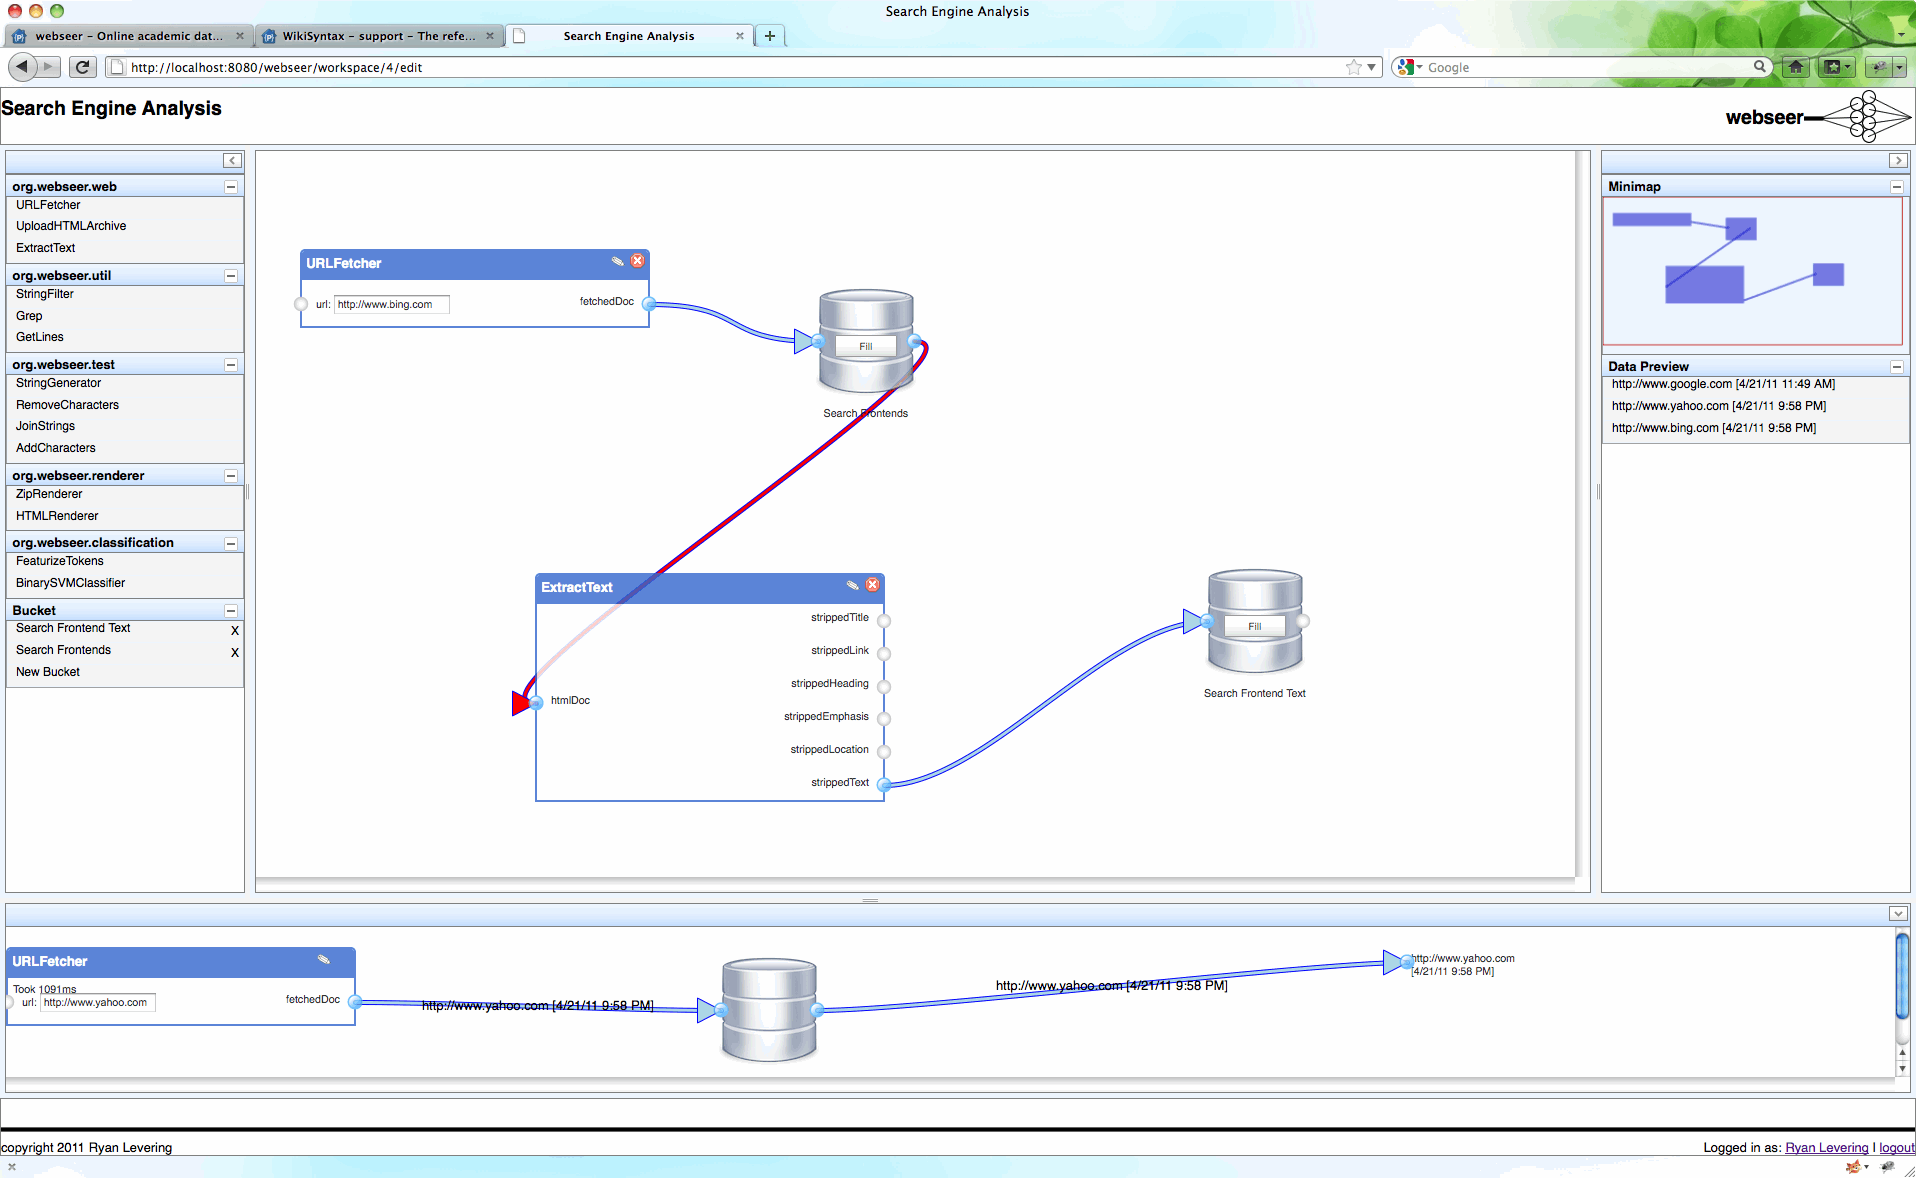 Search Engine Analysis
webseer – Online academic dat...
WikiSyntax – support – The refe...
Search Engine Analysis
http://localhost:8080/webseer/workspace/4/edit
Google
Search Engine Analysis
webseer
org.webseer.web
URLFetcher
UploadHTMLArchive
ExtractText
org.webseer.util
StringFilter
Grep
GetLines
org.webseer.test
StringGenerator
RemoveCharacters
JoinStrings
AddCharacters
org.webseer.renderer
ZipRenderer
HTMLRenderer
org.webseer.classification
FeaturizeTokens
BinarySVMClassifier
Bucket
Search Frontend Text X
Search Frontends X
New Bucket
URLFetcher
url: http://www.bing.com
fetchedDoc
Fill
Search Frontends
ExtractText
strippedTitle
strippedLink
strippedHeading
htmlDoc
strippedEmphasis
strippedLocation
strippedText
Fill
Search Frontend Text
Minimap
Data Preview
http://www.google.com [4/21/11 11:49 AM]
http://www.yahoo.com [4/21/11 9:58 PM]
http://www.bing.com [4/21/11 9:58 PM]
URLFetcher
Took 1091ms
url: http://www.yahoo.com
fetchedDoc
http://www.yahoo.com [4/21/11 9:58 PM]
http://www.yahoo.com [4/21/11 9:58 PM]
http://www.yahoo.com
[4/21/11 9:58 PM]
copyright 2011 Ryan Levering
Logged in as: Ryan Levering | logout